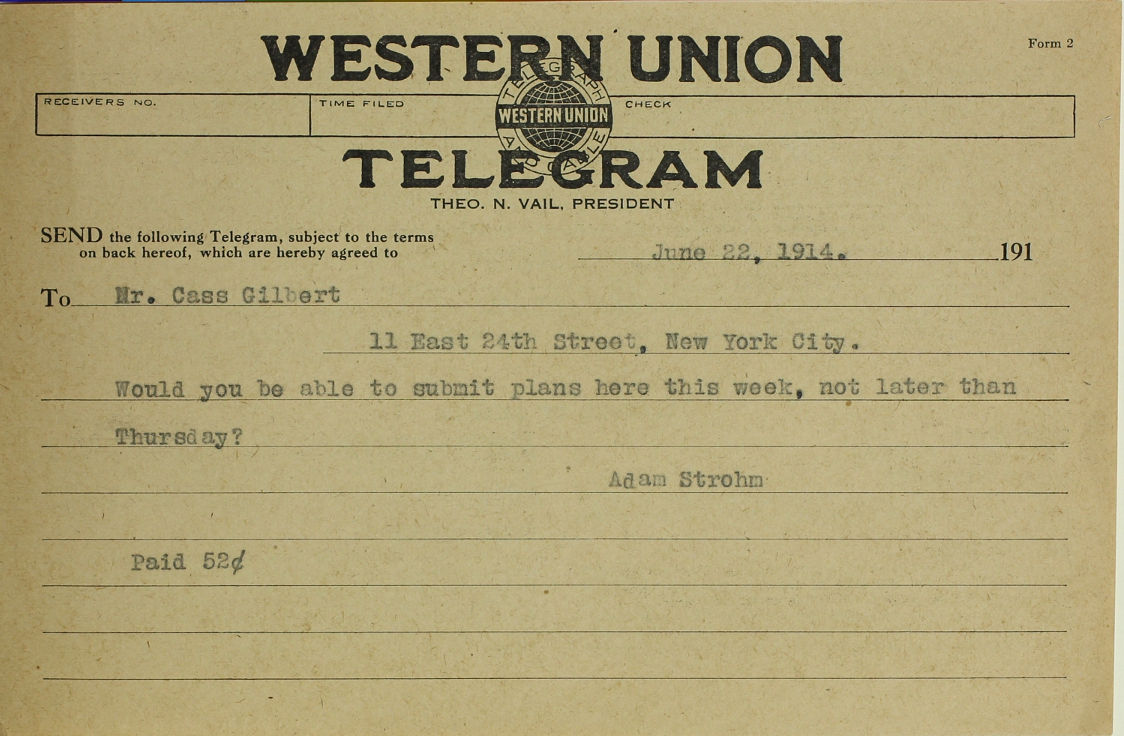 WESTERN UNION
Form 2
RECEIVERS NO.
TIME FILED
CHECK
TELEGRAPH
WESTERN UNION
AND CABLE
TELEGRAM
THEO. N. VAIL, PRESIDENT
SEND the following Telegram, subject to the terms
on back hereof, which are hereby agreed to
June 22, 1914. 191
To Mr. Cass Gilbert
11 East 24th Street, New York City.
Would you be able to submit plans here this week, not later than
Thursday?
Adam Strohm
Paid 52¢